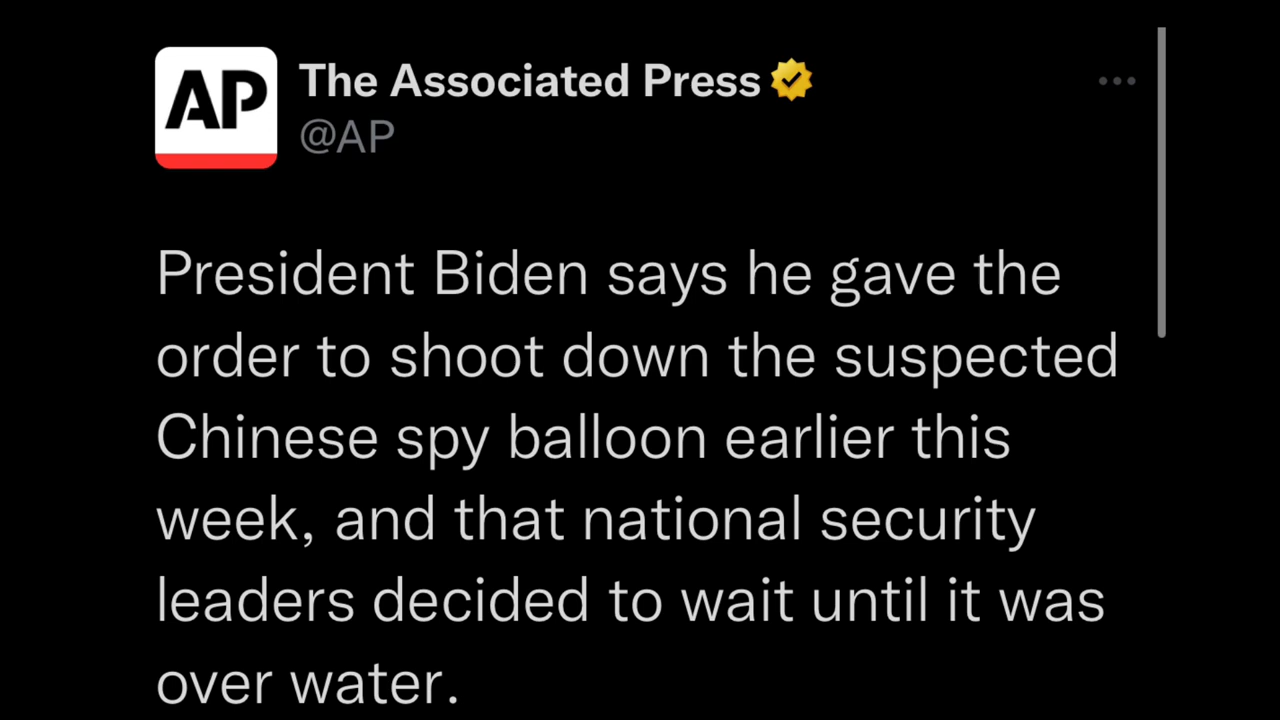 AP
The Associated Press
@AP
President Biden says he gave the
order to shoot down the suspected
Chinese spy balloon earlier this
week, and that national security
leaders decided to wait until it was
over water.